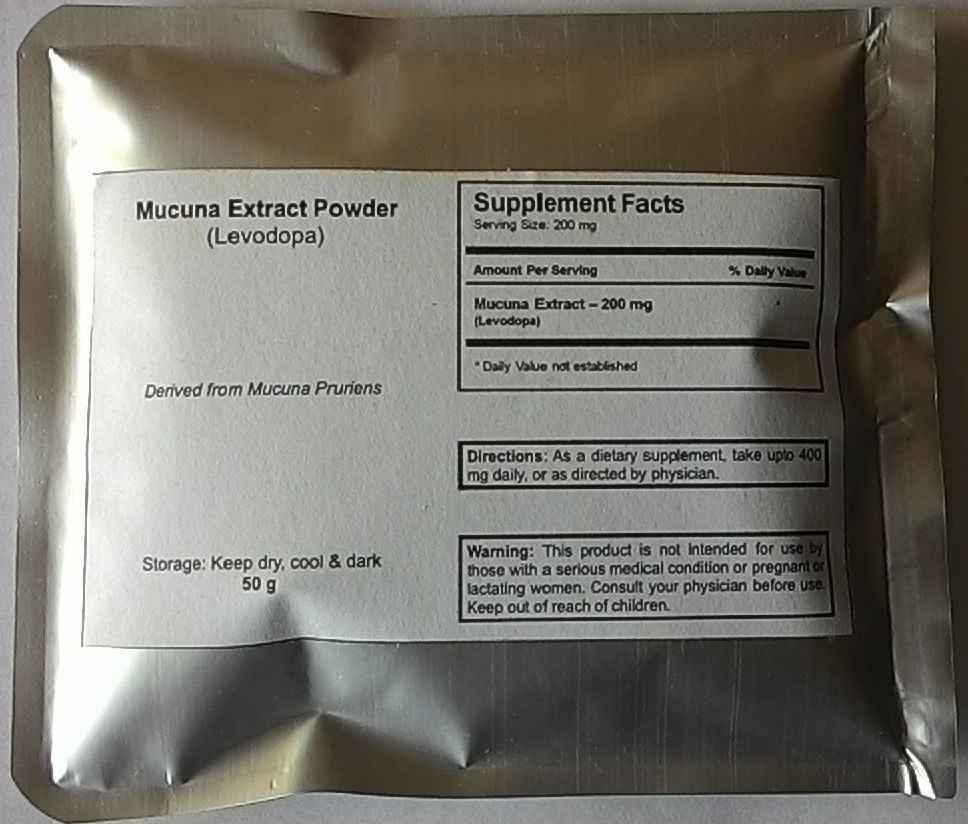 Mucuna Extract Powder
(Levodopa)
Derived from Mucuna Pruriens
Storage: Keep dry, cool & dark
50 g
Supplement Facts
Serving Size: 200 mg
Amount Per Serving % Daily Value
Mucuna Extract – 200 mg *
(Levodopa)
* Daily Value not established
Directions: As a dietary supplement, take upto 400
mg daily, or as directed by physician.
Warning: This product is not intended for use by
those with a serious medical condition or pregnant or
lactating women. Consult your physician before use.
Keep out of reach of children.